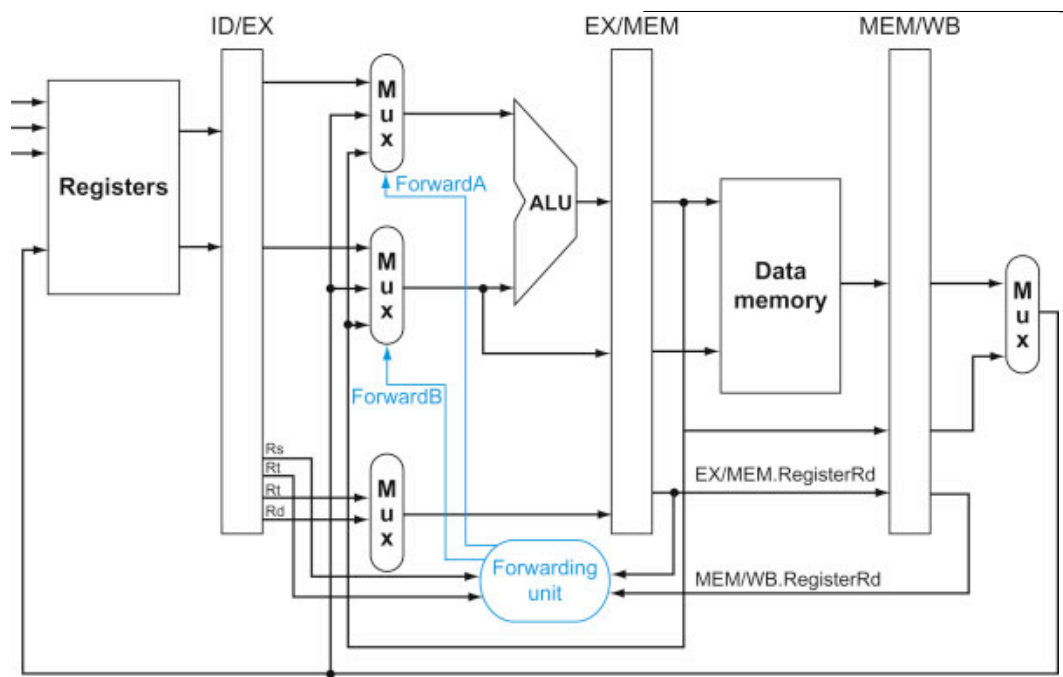 ID/EX
EX/MEM
MEM/WB
Registers
M
u
x
ForwardA
ALU
M
u
x
Data
memory
M
u
x
ForwardB
Rs
Rt
Rt
Rd
M
u
x
EX/MEM.RegisterRd
Forwarding
unit
MEM/WB.RegisterRd